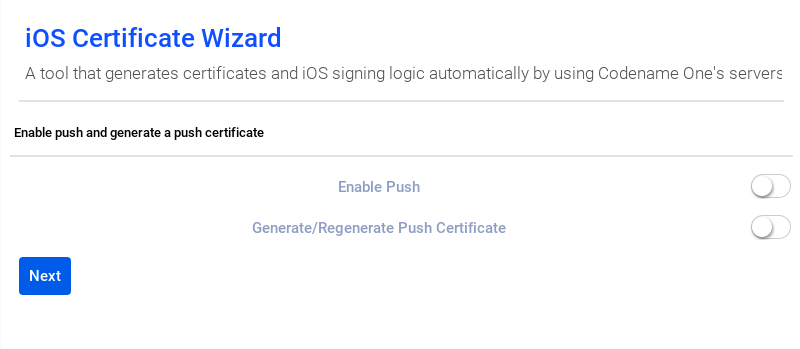 iOS Certificate Wizard
A tool that generates certificates and iOS signing logic automatically by using Codename One's servers
Enable push and generate a push certificate
Enable Push
Generate/Regenerate Push Certificate
Next